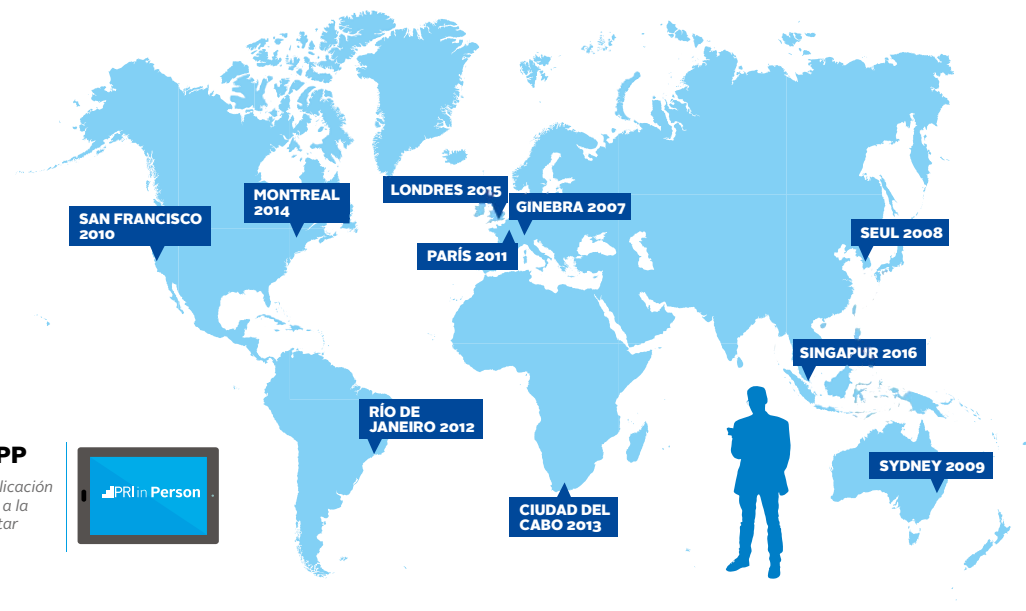 LONDRES 2015
MONTREAL
2014
GINEBRA 2007
SAN FRANCISCO
2010
SEUL 2008
PARÍS 2011
SINGAPUR 2016
RÍO DE
JANEIRO 2012
SYDNEY 2009
CIUDAD DEL
CABO 2013
PP
licación
a la
tar
PRI in Person